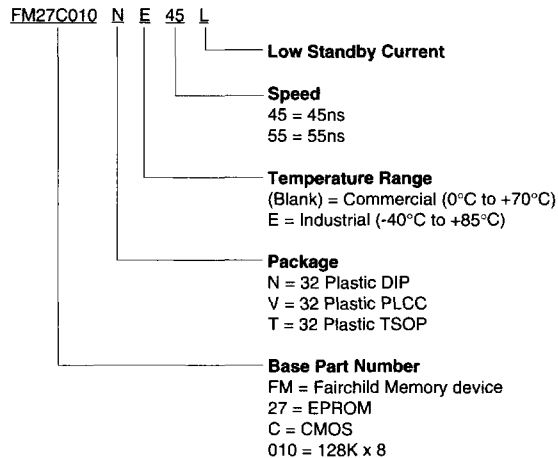 FM27C010 N E 45 L
Low Standby Current
Speed
45 = 45ns
55 = 55ns
Temperature Range
(Blank) = Commercial (0°C to +70°C)
E = Industrial (-40°C to +85°C)
Package
N = 32 Plastic DIP
V = 32 Plastic PLCC
T = 32 Plastic TSOP
Base Part Number
FM = Fairchild Memory device
27 = EPROM
C = CMOS
010 = 128K x 8